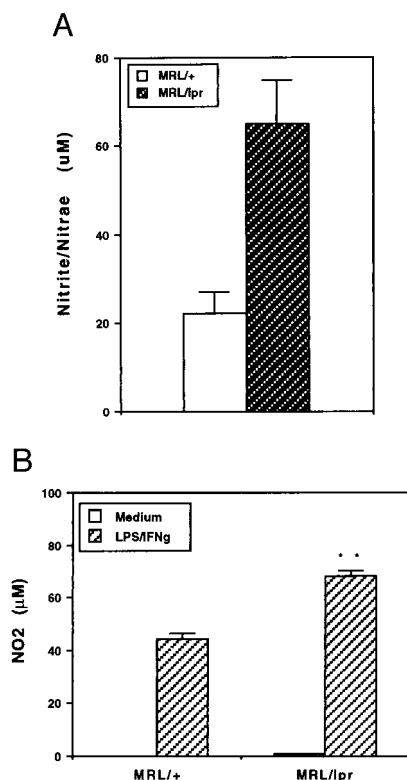 A
MRL/+
MRL/lpr
Nitrite/Nitrae (uM)
80
60
40
20
0
B
Medium
LPS/IFNg
NO2 (μM)
100
80
60
40
20
0
* *
MRL/+ MRL/lpr